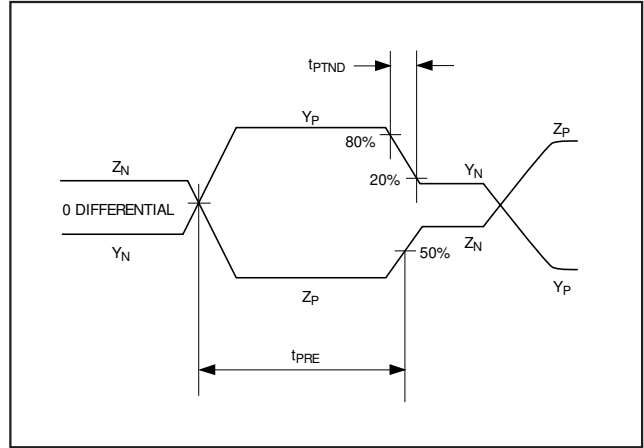 tPTND
YP
ZP
80%
ZN
20%
YN
0 DIFFERENTIAL
YN
ZN
50%
ZP
YP
tPRE